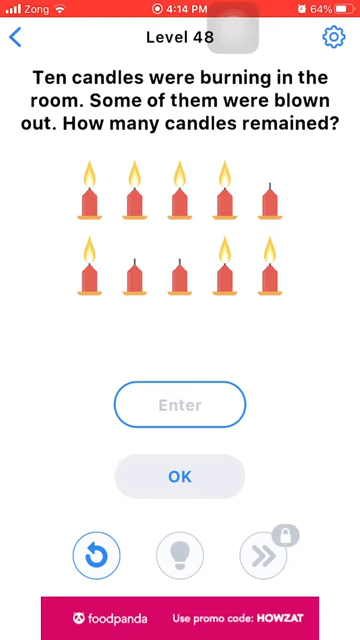 Zong 4:14 PM 64%
Level 48
Ten candles were burning in the
room. Some of them were blown
out. How many candles remained?
Enter
OK
foodpanda Use promo code: HOWZAT